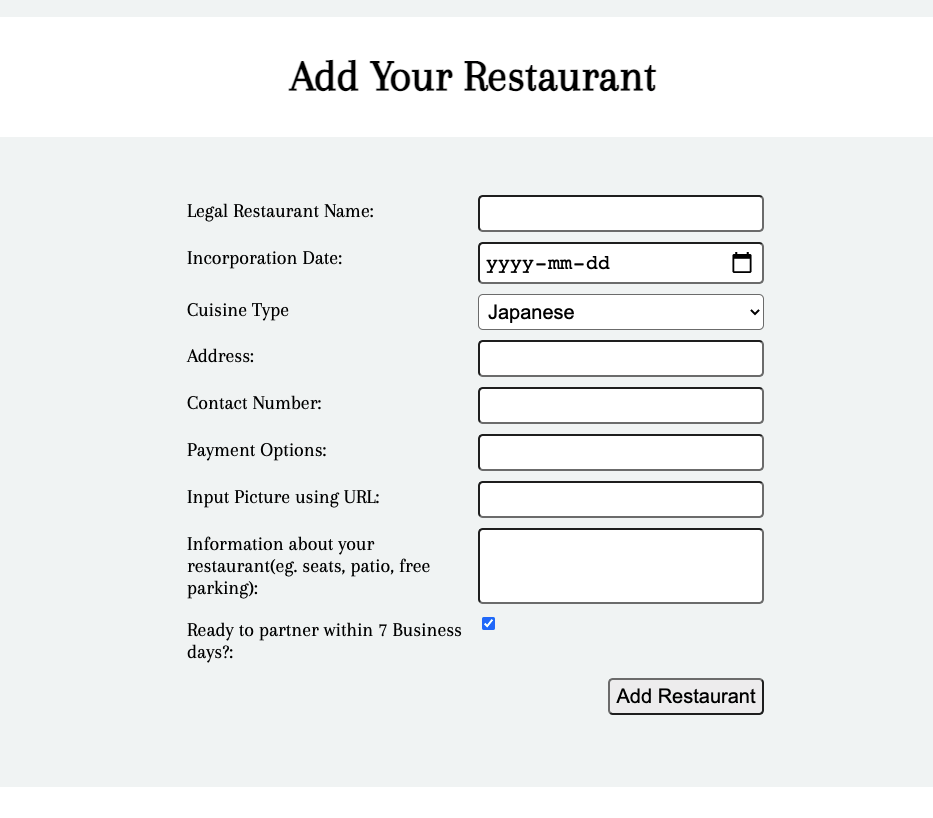 Add Your Restaurant
Legal Restaurant Name:
Incorporation Date:
yyyy-mm-dd
Cuisine Type
Japanese
Address:
Contact Number:
Payment Options:
Input Picture using URL:
Information about your
restaurant(eg. seats, patio, free
parking):
Ready to partner within 7 Business
days?:
Add Restaurant